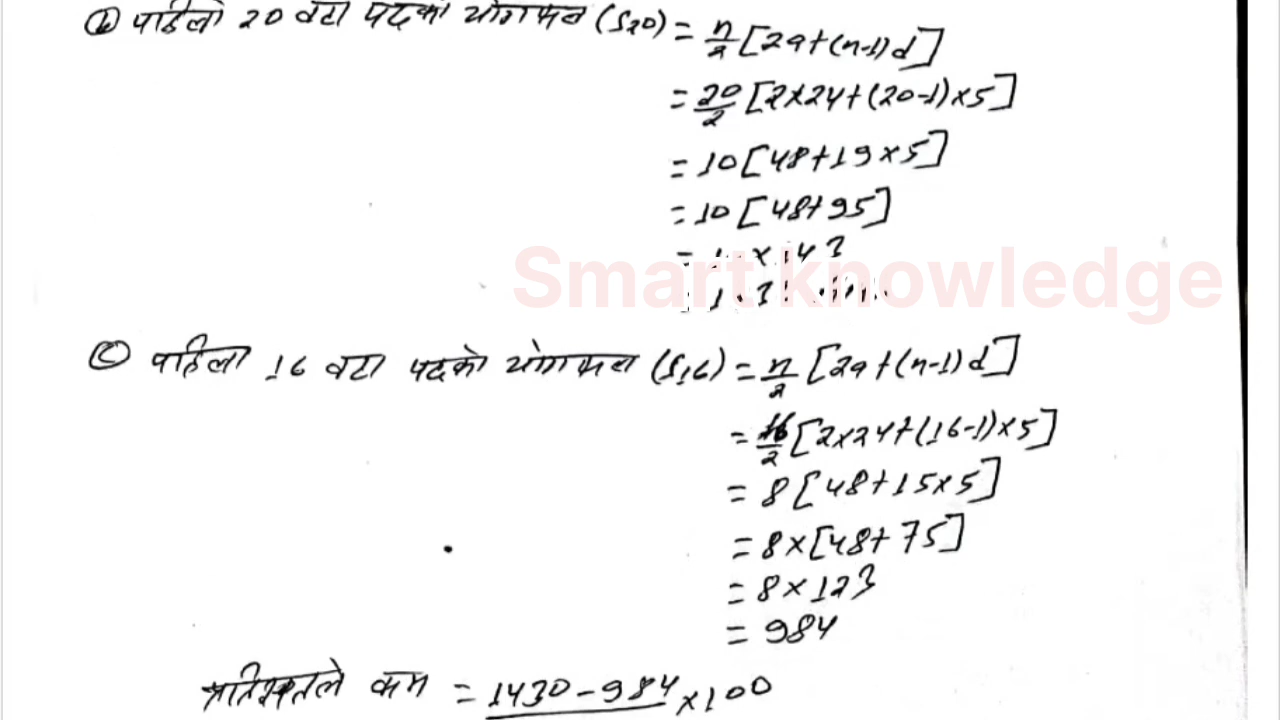 ⓑ पहिलो 20 वटा पदको योगफल (S20) = n/2 [2a+(n-1)d]
= 20/2 [2×24+(20-1)×5]
= 10[48+19×5]
= 10[48+95]
× 143
Smart knowledge
ⓒ पहिला 16 वटा पदको योगफल (S16) = n/2 [2a+(n-1)d]
= 16/2 [2×24+(16-1)×5]
= 8[48+15×5]
= 8×[48+75]
= 8×123
= 984
प्रतिशतले कम = 1430-984 ×100